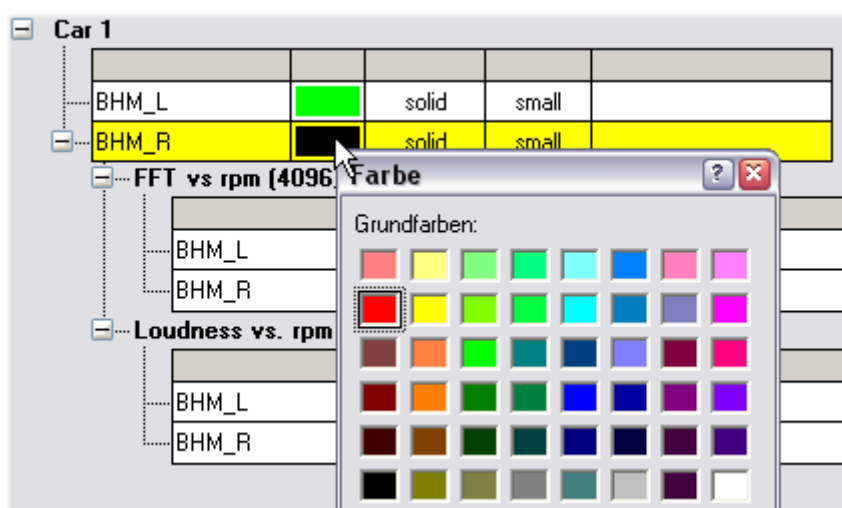 Car 1
BHM_L solid small
BHM_R solid small
FFT vs rpm (4096
Farbe
Grundfarben:
BHM_L
BHM_R
Loudness vs. rpm
BHM_L
BHM_R